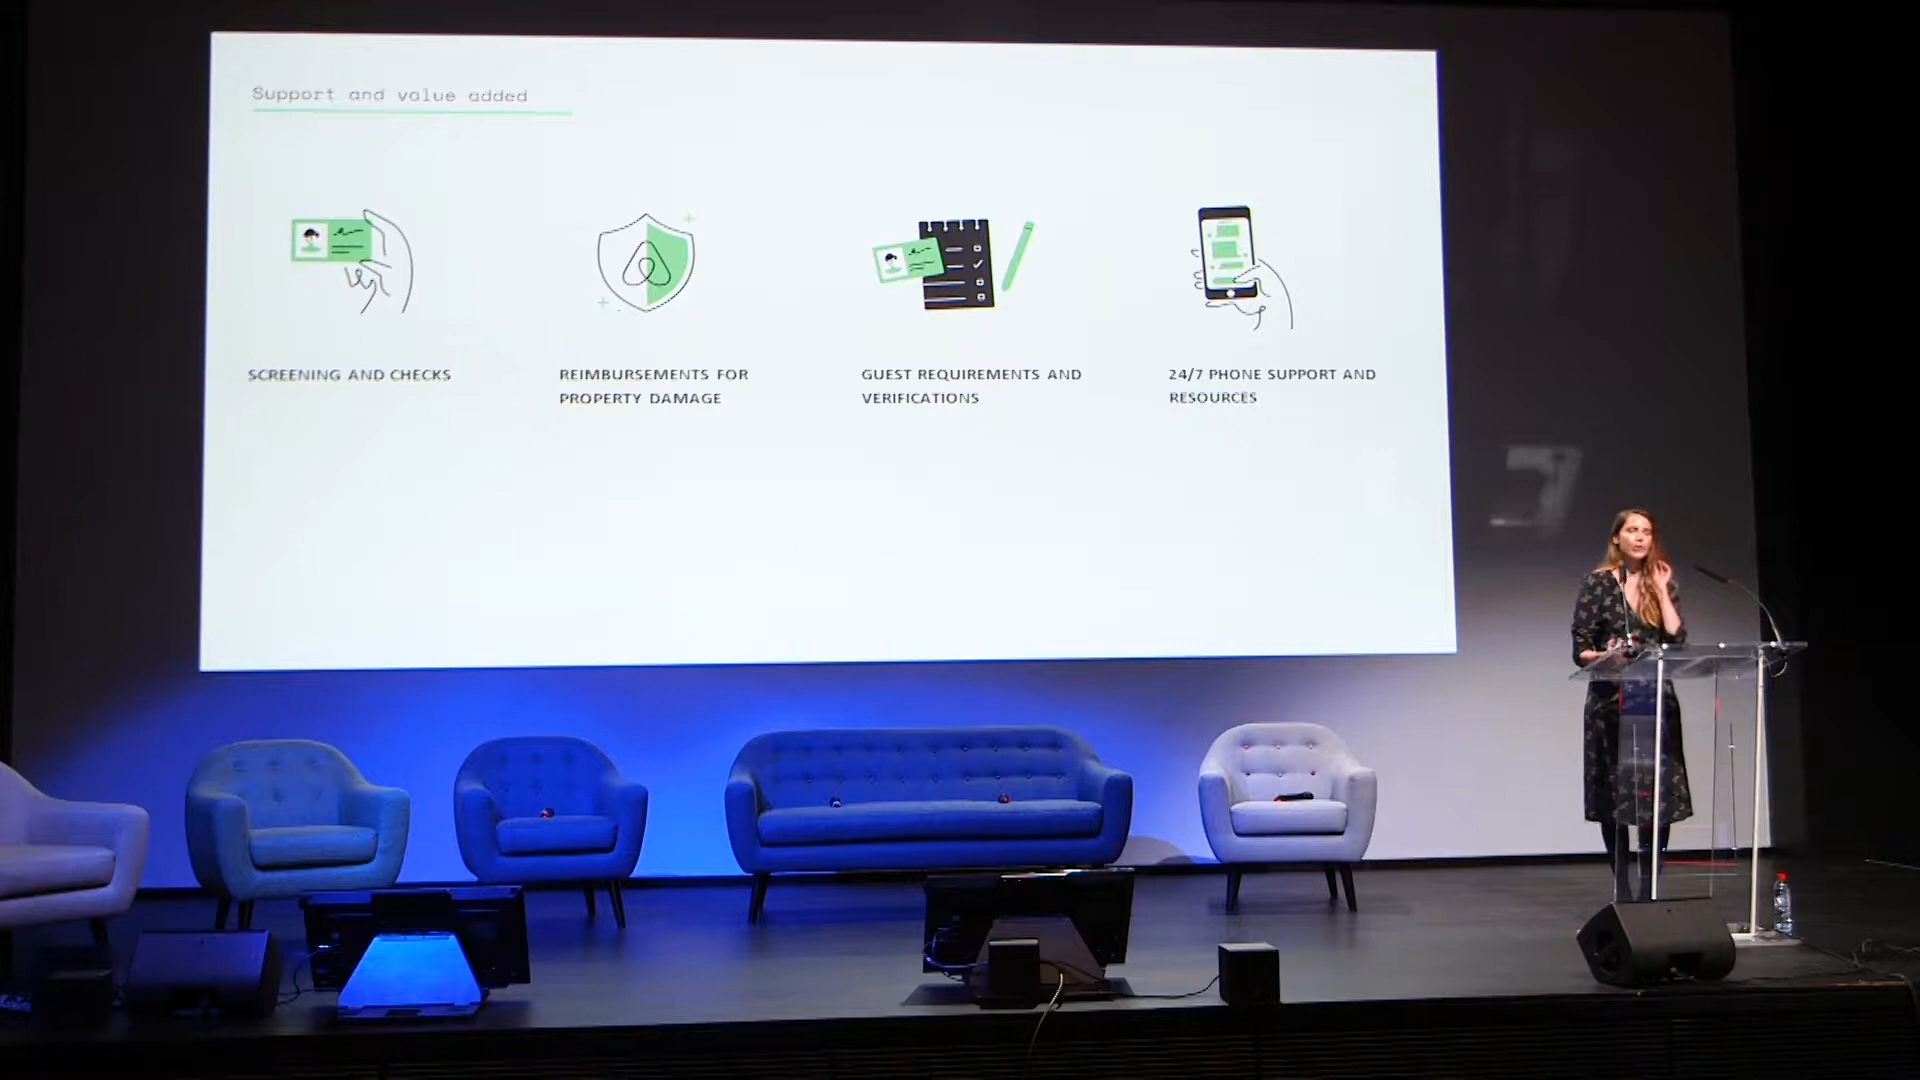 Support and value added
SCREENING AND CHECKS
REIMBURSEMENTS FOR
PROPERTY DAMAGE
GUEST REQUIREMENTS AND
VERIFICATIONS
24/7 PHONE SUPPORT AND
RESOURCES